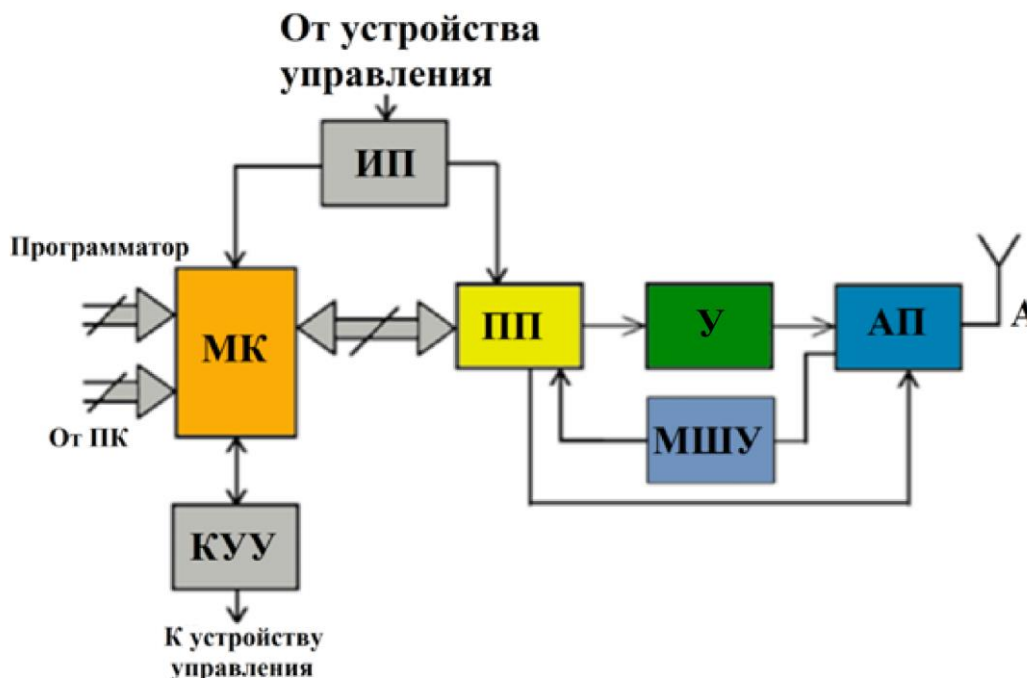 От устройства
управления
ИП
Программатор
МК
ПП
У
АП
А
От ПК
МШУ
КУУ
К устройству
управления